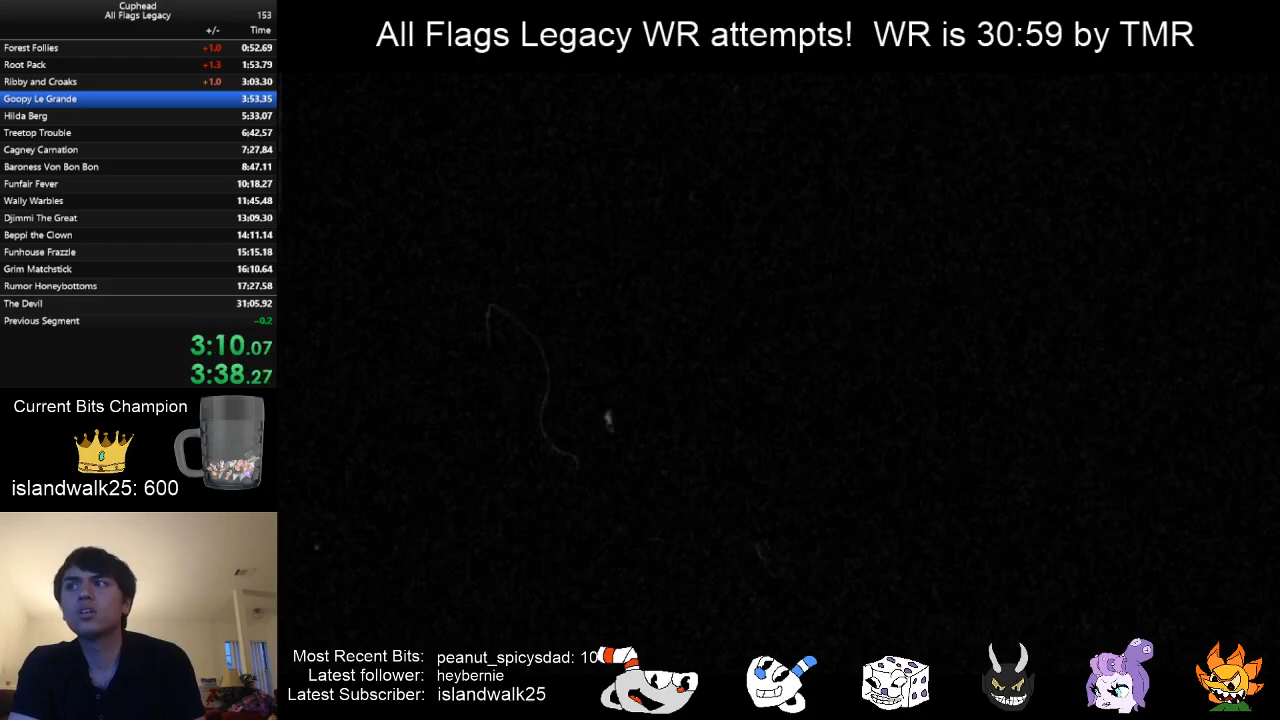 Cuphead
All Flags Legacy 153
+/- Time
Forest Follies +1.0 0:52.69
Root Pack +1.3 1:53.79
Ribby and Croaks +1.0 3:03.30
Goopy Le Grande 3:53.35
Hilda Berg 5:33.07
Treetop Trouble 6:42.57
Cagney Carnation 7:27.84
Baroness Von Bon Bon 8:47.11
Funfair Fever 10:18.27
Wally Warbles 11:45.48
Djimmi The Great 13:09.30
Beppi the Clown 14:11.14
Funhouse Frazzle 15:15.18
Grim Matchstick 16:10.64
Rumor Honeybottoms 17:27.58
The Devil 31:05.92
Previous Segment −0.2
3:10.07
3:38.27
Current Bits Champion
islandwalk25: 600
All Flags Legacy WR attempts! WR is 30:59 by TMR
Most Recent Bits: peanut_spicysdad: 10
Latest follower: heybernie
Latest Subscriber: islandwalk25